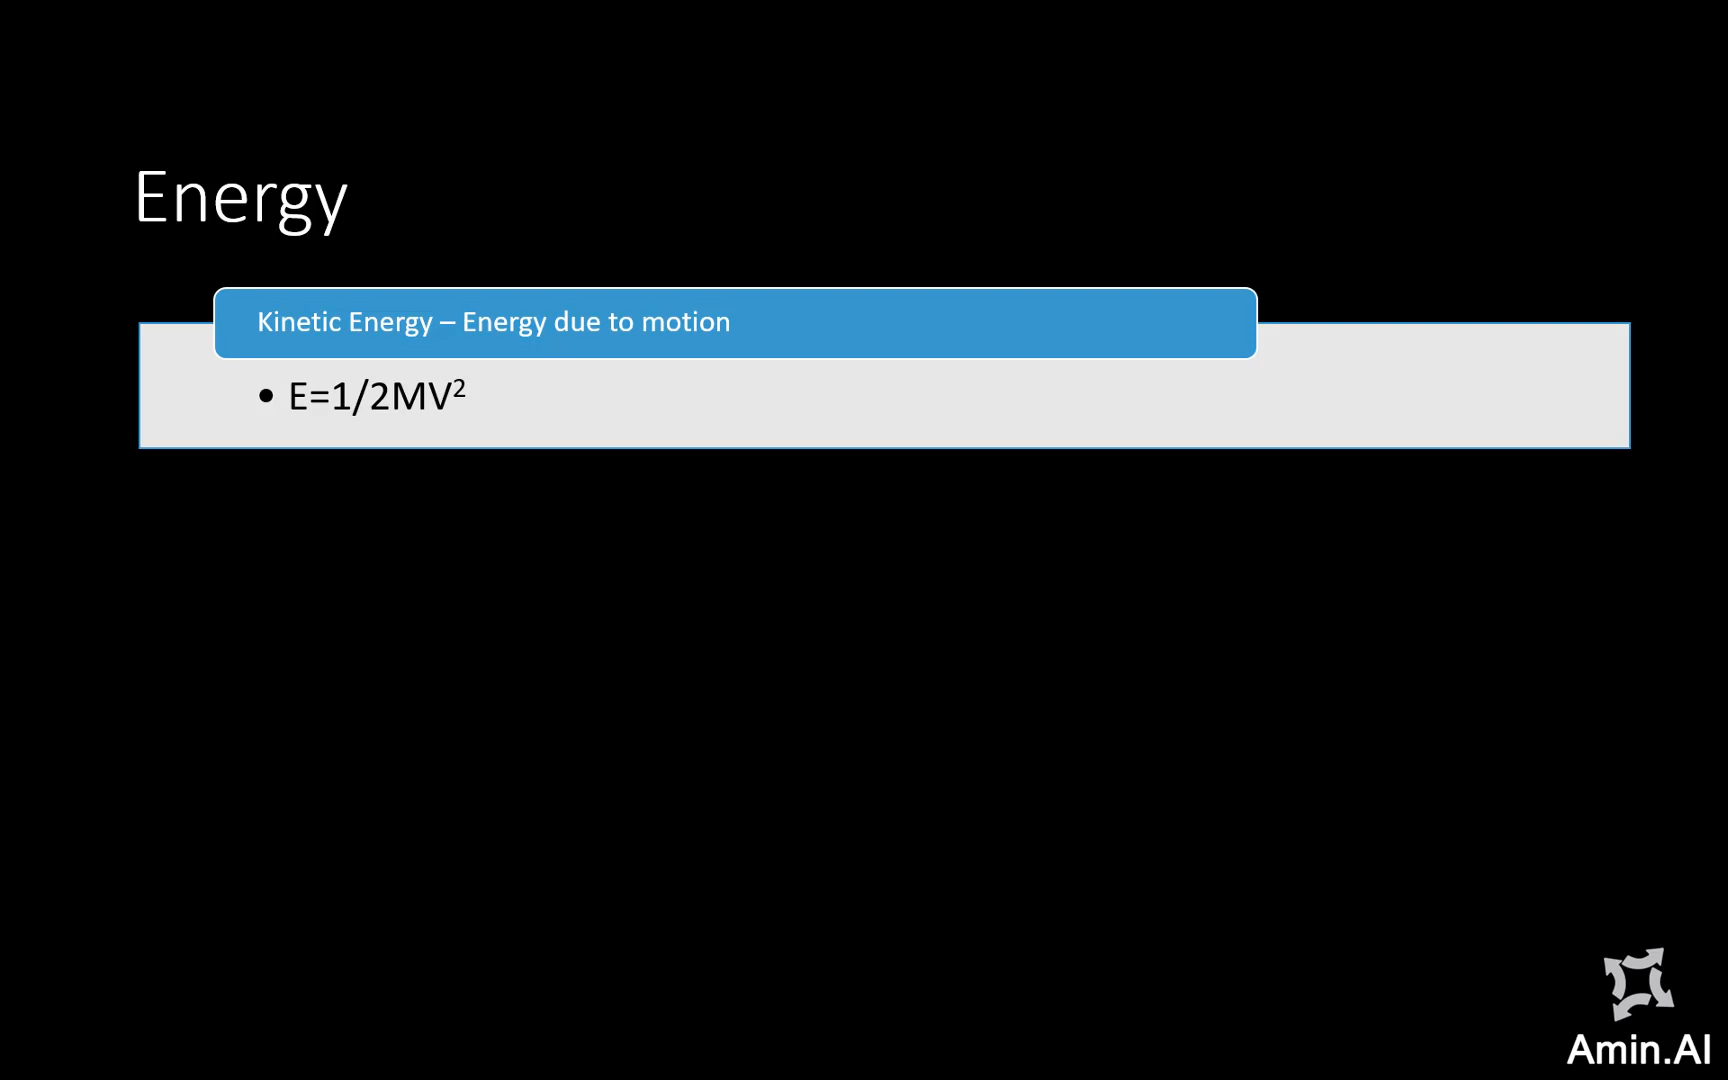 Energy
Kinetic Energy – Energy due to motion
• E=1/2MV²
Amin.AI